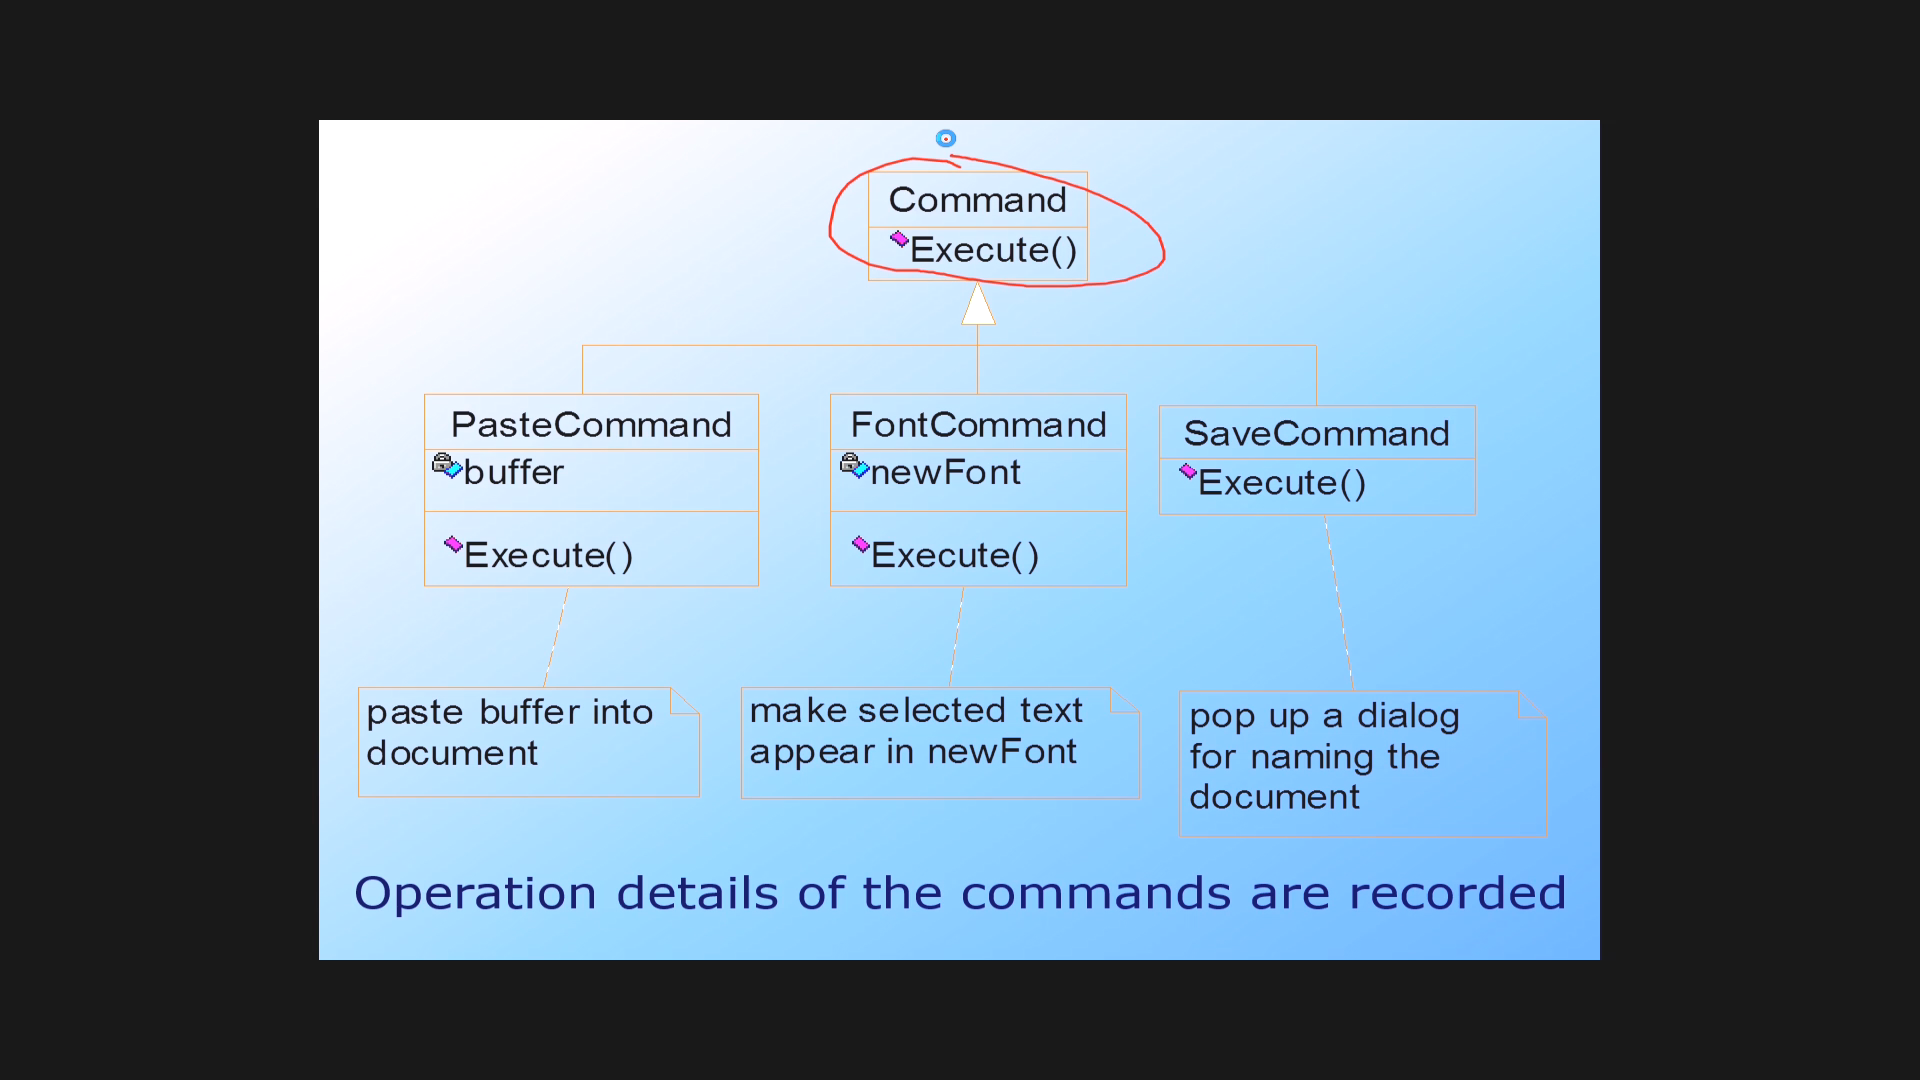 Command
Execute()
PasteCommand
buffer
Execute()
FontCommand
newFont
Execute()
SaveCommand
Execute()
paste buffer into
document
make selected text
appear in newFont
pop up a dialog
for naming the
document
Operation details of the commands are recorded